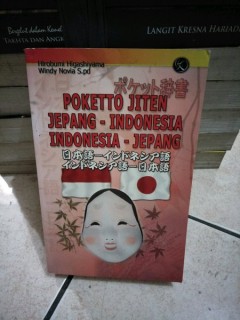 LANGIT KRESNA HARIADI
Hirobumi Higashiyama
Windy Novia S.pd
ポケット辞書
POKETTO JITEN
JEPANG - INDONESIA
INDONESIA - JEPANG
日本語ーインドネシア語
インドネシア語ー日本語